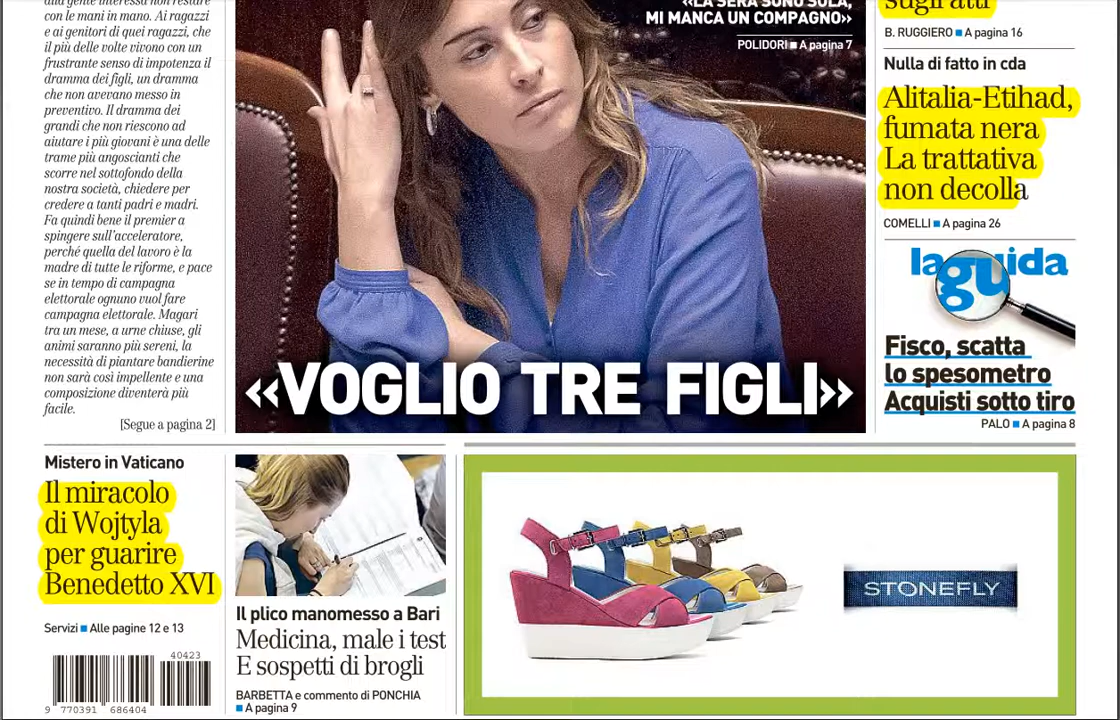 alla gente interessa non restare
con le mani in mano. Ai ragazzi
e ai genitori di quei ragazzi, che
il più delle volte vivono con un
frustrante senso di impotenza il
dramma dei figli, un dramma
che non avevano messo in
preventivo. Il dramma dei
grandi che non riescono ad
aiutare i più giovani è una delle
trame più angoscianti che
scorre nel sottofondo della
nostra società, chiedere per
credere a tanti padri e madri.
Fa quindi bene il premier a
spingere sull'acceleratore,
perché quella del lavoro è la
madre di tutte le riforme, e pace
se in tempo di campagna
elettorale ognuno vuol fare
campagna elettorale. Magari
tra un mese, a urne chiuse, gli
animi saranno più sereni, la
necessità di piantare bandierine
non sarà così impellente e una
composizione diventerà più
facile.
[Segue a pagina 2]
«LA SERA SONO SOLA,
MI MANCA UN COMPAGNO»
POLIDORI ■ A pagina 7
«VOGLIO TRE FIGLI»
sugli atti
B. RUGGIERO ■ A pagina 16
Nulla di fatto in cda
Alitalia-Etihad,
fumata nera
La trattativa
non decolla
COMELLI ■ A pagina 26
la guida
Fisco, scatta
lo spesometro
Acquisti sotto tiro
PALO ■ A pagina 8
Mistero in Vaticano
Il miracolo
di Wojtyla
per guarire
Benedetto XVI
Servizi ■ Alle pagine 12 e 13
40423
9 770391 686404
Il plico manomesso a Bari
Medicina, male i test
E sospetti di brogli
BARBETTA e commento di PONCHIA
■ A pagina 9
STONEFLY